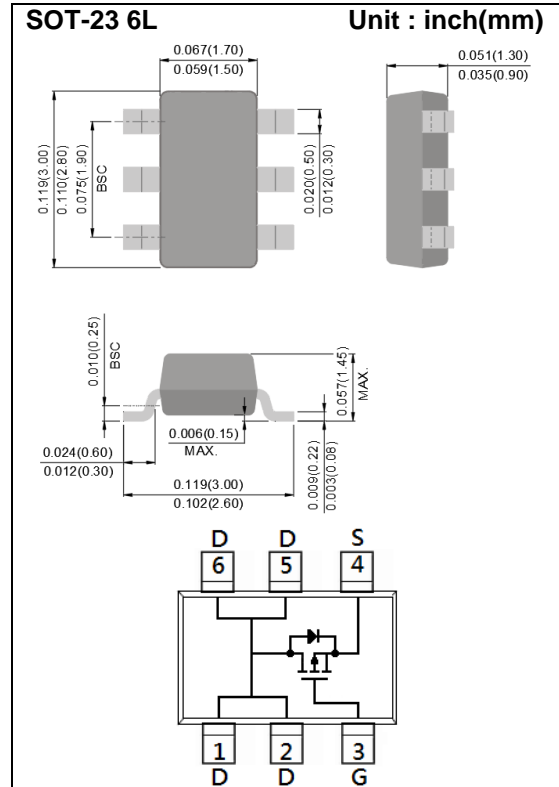 SOT-23 6L Unit : inch(mm)
0.067(1.70)
0.059(1.50)
0.051(1.30)
0.035(0.90)
0.119(3.00)
0.110(2.80)
0.075(1.90)
BSC
0.020(0.50)
0.012(0.30)
0.010(0.25)
BSC
0.057(1.45)
MAX.
0.006(0.15)
MAX.
0.024(0.60)
0.012(0.30)
0.009(0.22)
0.003(0.08)
0.119(3.00)
0.102(2.60)
D D S
6 5 4
1 2 3
D D G